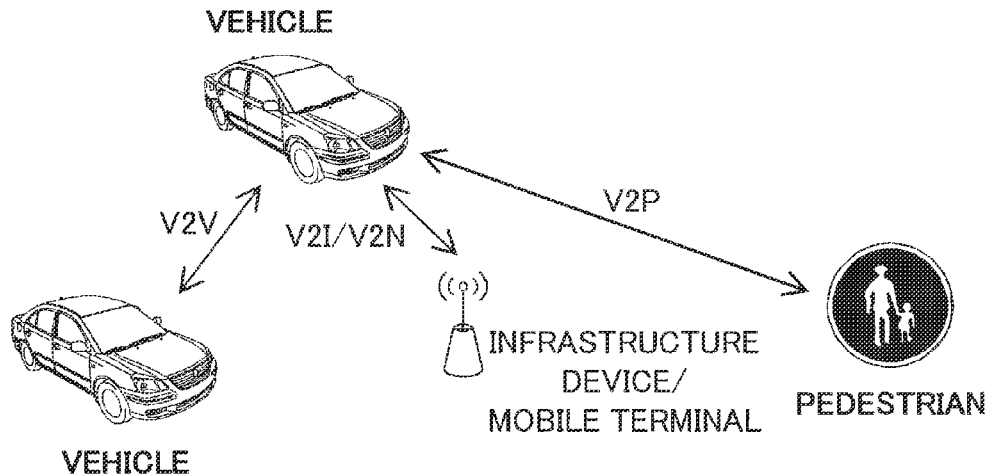 VEHICLE
V2P
V2V
V2I/V2N
INFRASTRUCTURE
DEVICE/
MOBILE TERMINAL
PEDESTRIAN
VEHICLE